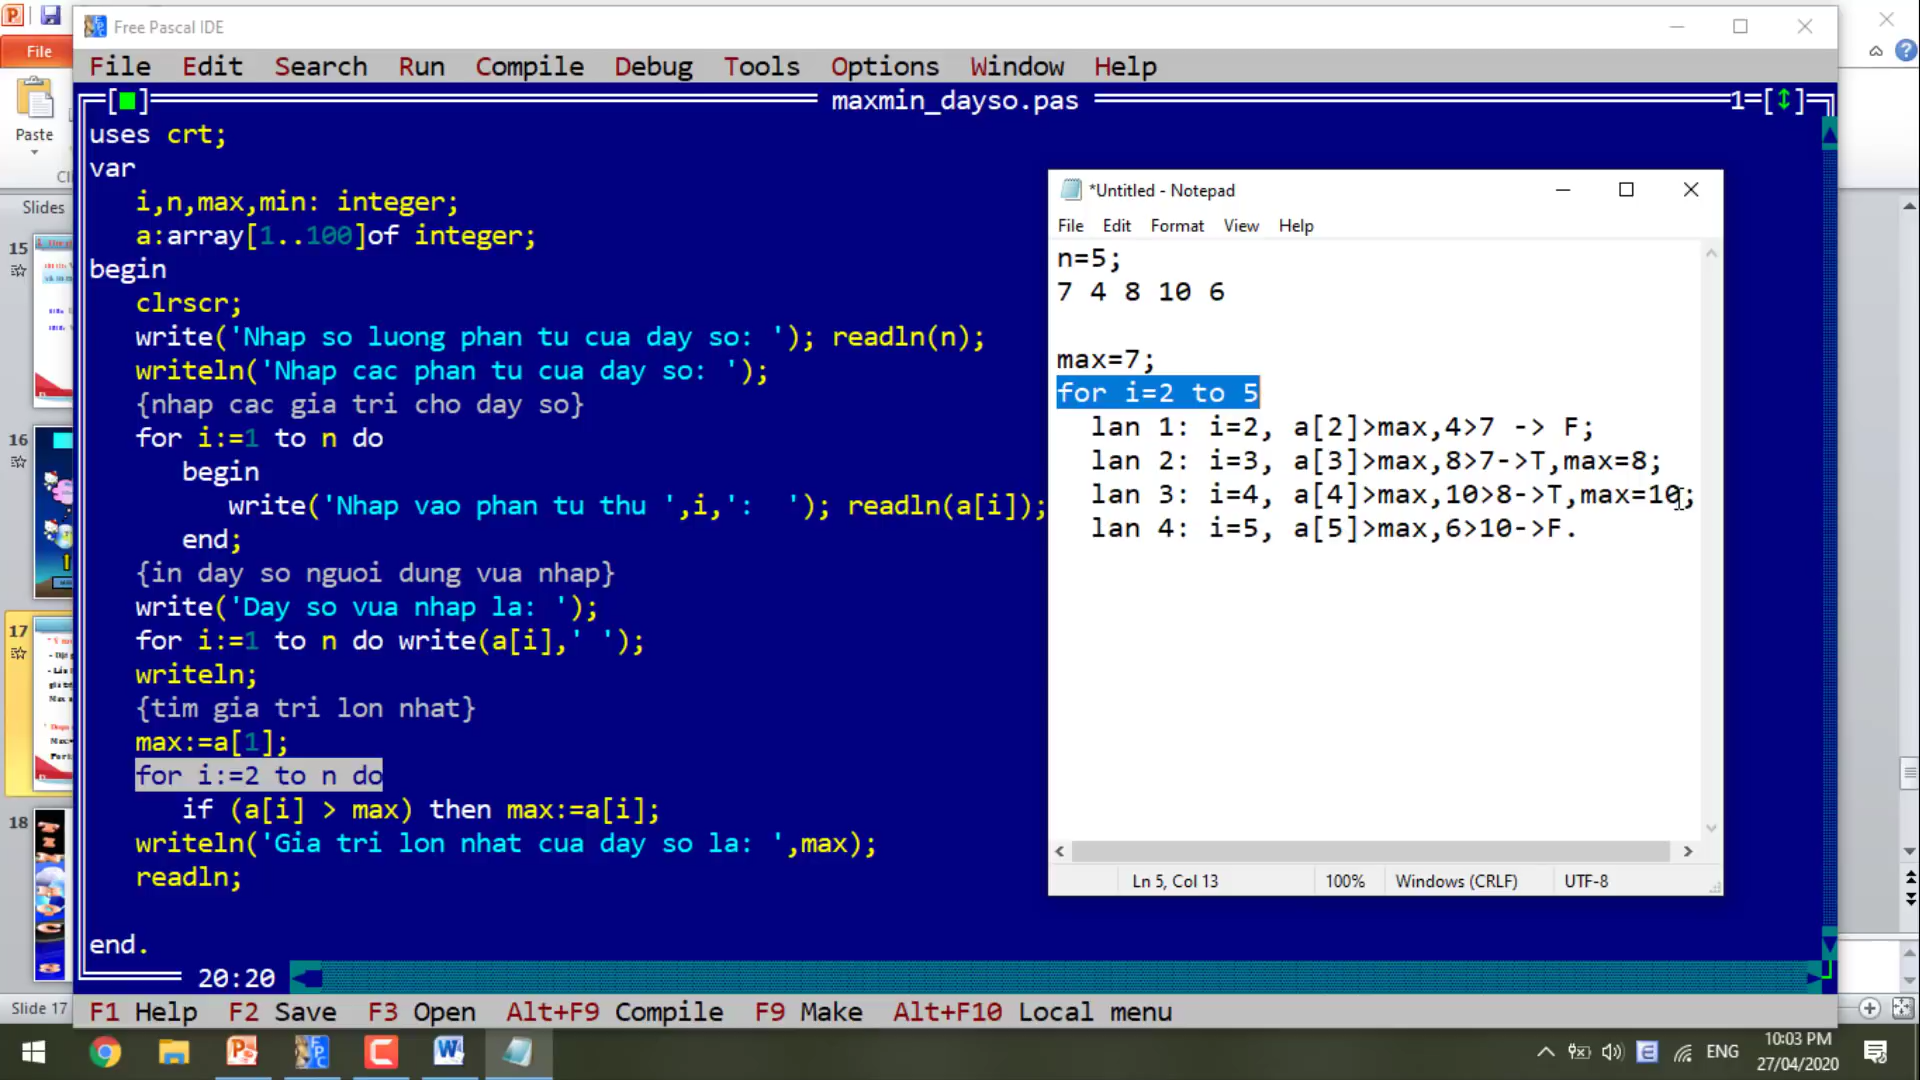 Free Pascal IDE
File
File Edit Search Run Compile Debug Tools Options Window Help
[■] maxmin_dayso.pas 1=[↕]
Paste
Slides
15
16
17
18
uses crt;
var
i,n,max,min: integer;
a:array[1..100]of integer;
begin
clrscr;
write('Nhap so luong phan tu cua day so: '); readln(n);
writeln('Nhap cac phan tu cua day so: ');
{nhap cac gia tri cho day so}
for i:=1 to n do
begin
write('Nhap vao phan tu thu ',i,':  '); readln(a[i]);
end;
{in day so nguoi dung vua nhap}
write('Day so vua nhap la: ');
for i:=1 to n do write(a[i],' ');
writeln;
{tim gia tri lon nhat}
max:=a[1];
for i:=2 to n do
if (a[i] > max) then max:=a[i];
writeln('Gia tri lon nhat cua day so la: ',max);
readln;
end.
20:20
*Untitled - Notepad
File Edit Format View Help
n=5;
7 4 8 10 6
max=7;
for i=2 to 5
lan 1: i=2, a[2]>max,4>7 -> F;
lan 2: i=3, a[3]>max,8>7->T,max=8;
lan 3: i=4, a[4]>max,10>8->T,max=10;
lan 4: i=5, a[5]>max,6>10->F.
Ln 5, Col 13 100% Windows (CRLF) UTF-8
F1 Help F2 Save F3 Open Alt+F9 Compile F9 Make Alt+F10 Local menu
Slide 17
ENG
10:03 PM
27/04/2020